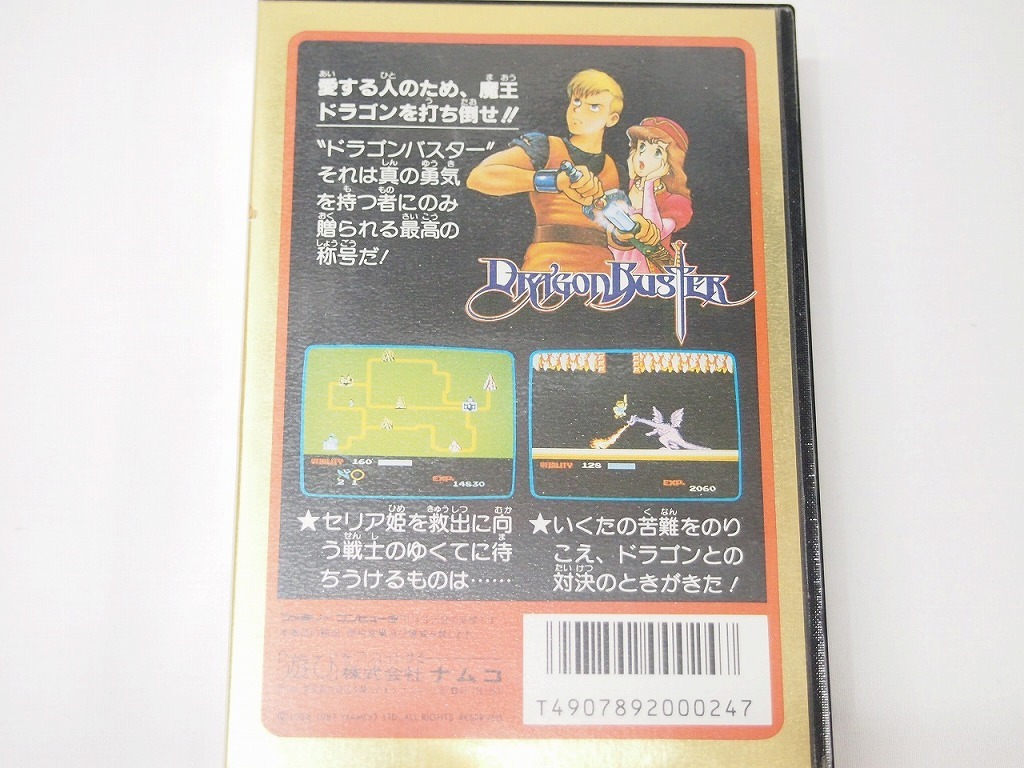 愛する人のため、魔王
ドラゴンを打ち倒せ!!
"ドラゴンバスター"
それは真の勇気
を持つ者にのみ
贈られる最高の
称号だ!
DRAGON BUSTER
VITALITY 160
EXP. 14830
VITALITY 128
EXP. 2060
★セリア姫を救出に向
う戦士のゆくてに待
ちうけるものは……
★いくたの苦難をのり
こえ、ドラゴンとの
対決のときがきた!
株式会社 ナムコ
T4907892000247